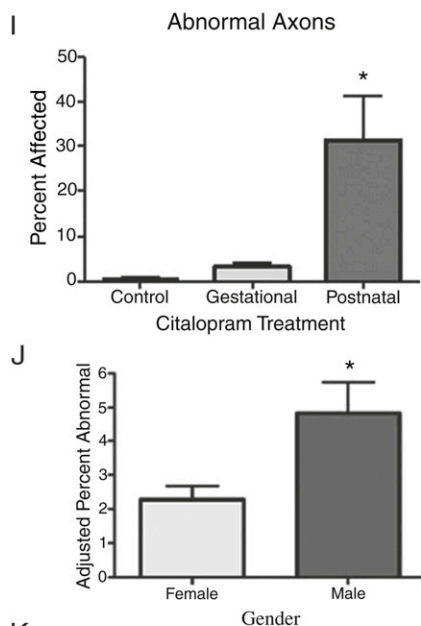 I
Abnormal Axons
Percent Affected
50
40
30
20
10
0
*
Control Gestational Postnatal
Citalopram Treatment
J
Adjusted Percent Abnormal
6
5
4
3
2
1
0
*
Female Male
Gender